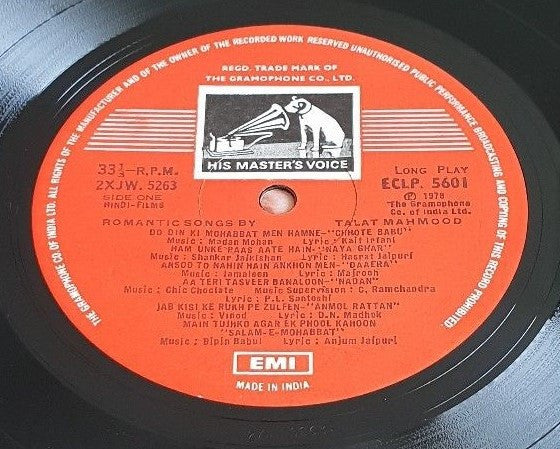 THE GRAMOPHONE CO. OF INDIA LTD. ALL RIGHTS OF THE MANUFACTURER AND OF THE OWNER OF THE RECORDED WORK RESERVED UNAUTHORISED PUBLIC PERFORMANCE BROADCASTING AND COPYING OF THIS RECORD PROHIBITED.
REGD. TRADE MARK OF
THE GRAMOPHONE CO., LTD.
HIS MASTER'S VOICE
33⅓-R.P.M. Long Play
2XJW. 5263 ECLP. 5601
SIDE ONE ℗ 1978
HINDI-FILMS The Gramophone
Co. of India Ltd.
ROMANTIC SONGS BY TALAT MAHMOOD
DO DIN KI MOHABBAT MEN HAMNE-"CHHOTE BABU"
Music : Madan Mohan Lyric : Kaif Irfani
HAM UNKE PAAS AATE HAIN-"NAYA GHAR"
Music : Shankar Jaikishan Lyric : Hasrat Jaipuri
ANSOO TO NAHIN HAIN ANKHON MEN-"DAAERA"
Music : Jamaleen Lyric : Majrooh
AA TERI TASVEER BANALOON-"NADAN"
Music : Chic Chocolate Music Supervision : C. Ramchandra
Lyric : P.L. Santoshi
JAB KISI KE RUKH PE ZULFEN-"ANMOL RATTAN"
Music : Vinod Lyric : D.N. Madhok
MAIN TUJHKO AGAR EK PHOOL KAHOON
"SALAM-E-MOHABBAT"
Music : Bipin Babul Lyric : Anjum Jaipuri
EMI
MADE IN INDIA